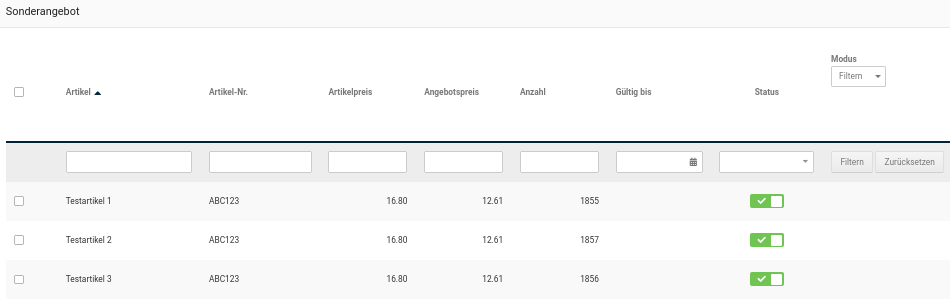 Sonderangebot
Modus
Filtern
Artikel Artikel-Nr. Artikelpreis Angebotspreis Anzahl Gültig bis Status
Filtern Zurücksetzen
Testartikel 1 ABC123 16.80 12.61 1855
Testartikel 2 ABC123 16.80 12.61 1857
Testartikel 3 ABC123 16.80 12.61 1856